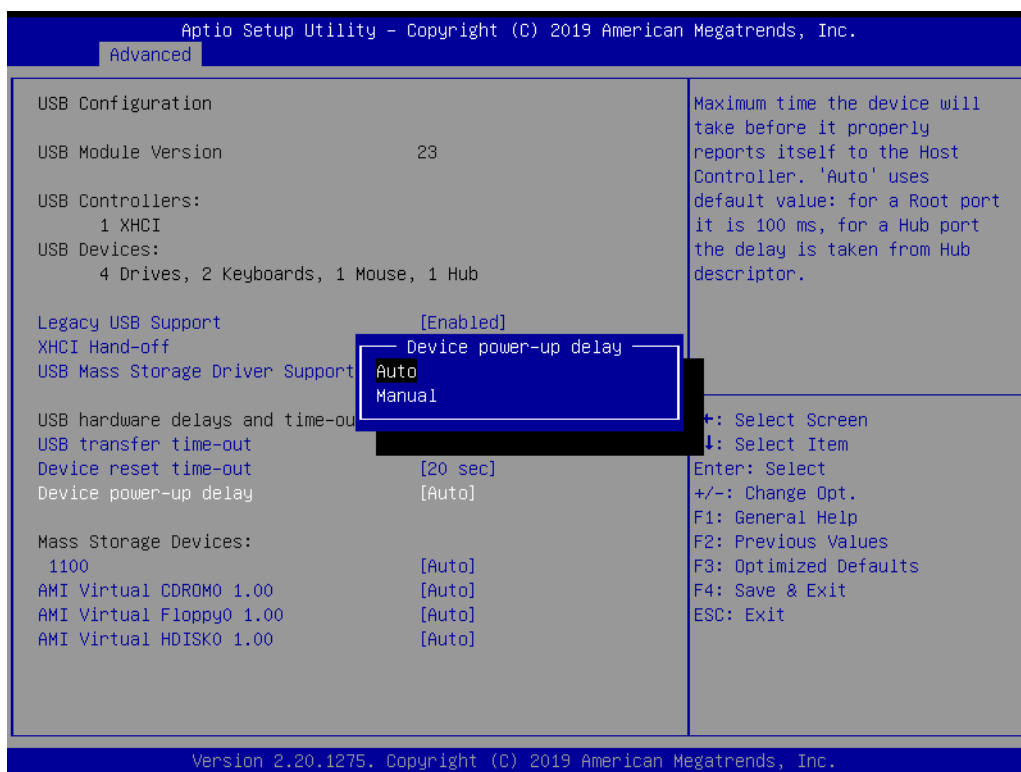 Aptio Setup Utility – Copyright (C) 2019 American Megatrends, Inc.
Advanced
USB Configuration
USB Module Version 23
USB Controllers:
1 XHCI
USB Devices:
4 Drives, 2 Keyboards, 1 Mouse, 1 Hub
Legacy USB Support [Enabled]
XHCI Hand-off
USB Mass Storage Driver Support
USB hardware delays and time-ou
USB transfer time-out
Device reset time-out [20 sec]
Device power-up delay [Auto]
Mass Storage Devices:
1100 [Auto]
AMI Virtual CDROM0 1.00 [Auto]
AMI Virtual Floppy0 1.00 [Auto]
AMI Virtual HDISK0 1.00 [Auto]
Device power-up delay
Auto
Manual
Maximum time the device will
take before it properly
reports itself to the Host
Controller. 'Auto' uses
default value: for a Root port
it is 100 ms, for a Hub port
the delay is taken from Hub
descriptor.
←: Select Screen
↓: Select Item
Enter: Select
+/-: Change Opt.
F1: General Help
F2: Previous Values
F3: Optimized Defaults
F4: Save & Exit
ESC: Exit
Version 2.20.1275. Copyright (C) 2019 American Megatrends, Inc.